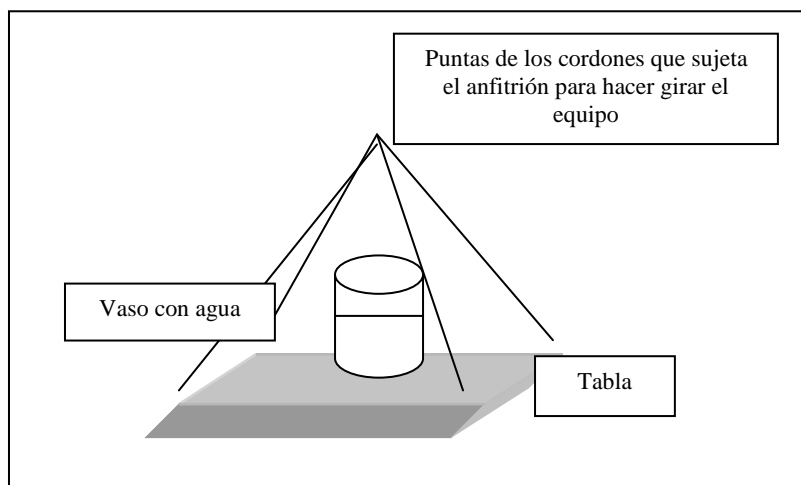 Puntas de los cordones que sujeta
el anfitrión para hacer girar el
equipo
Vaso con agua
Tabla